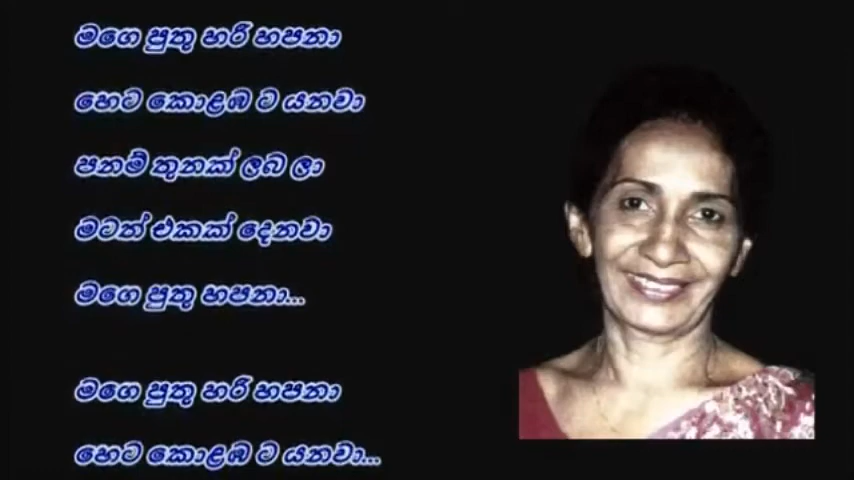 මගෙ පුතු හරි හපනා
හෙට කොළඹ ට යනවා
පනම් තුනක් ලබ ලා
මටත් එකක් දෙනවා
මගෙ පුතු හපනා...
මගෙ පුතු හරි හපනා
හෙට කොළඹ ට යනවා...